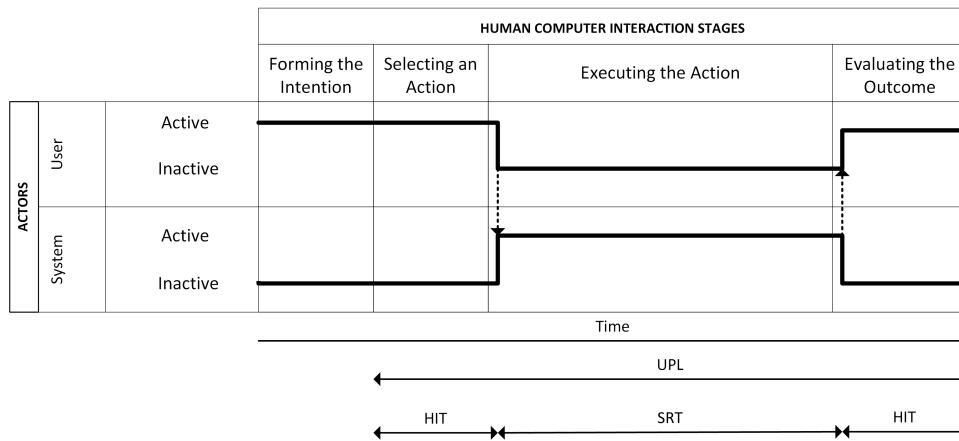 HUMAN COMPUTER INTERACTION STAGES
Forming the
Intention
Selecting an
Action
Executing the Action
Evaluating the
Outcome
ACTORS
User
Active
Inactive
System
Active
Inactive
Time
UPL
HIT
SRT
HIT